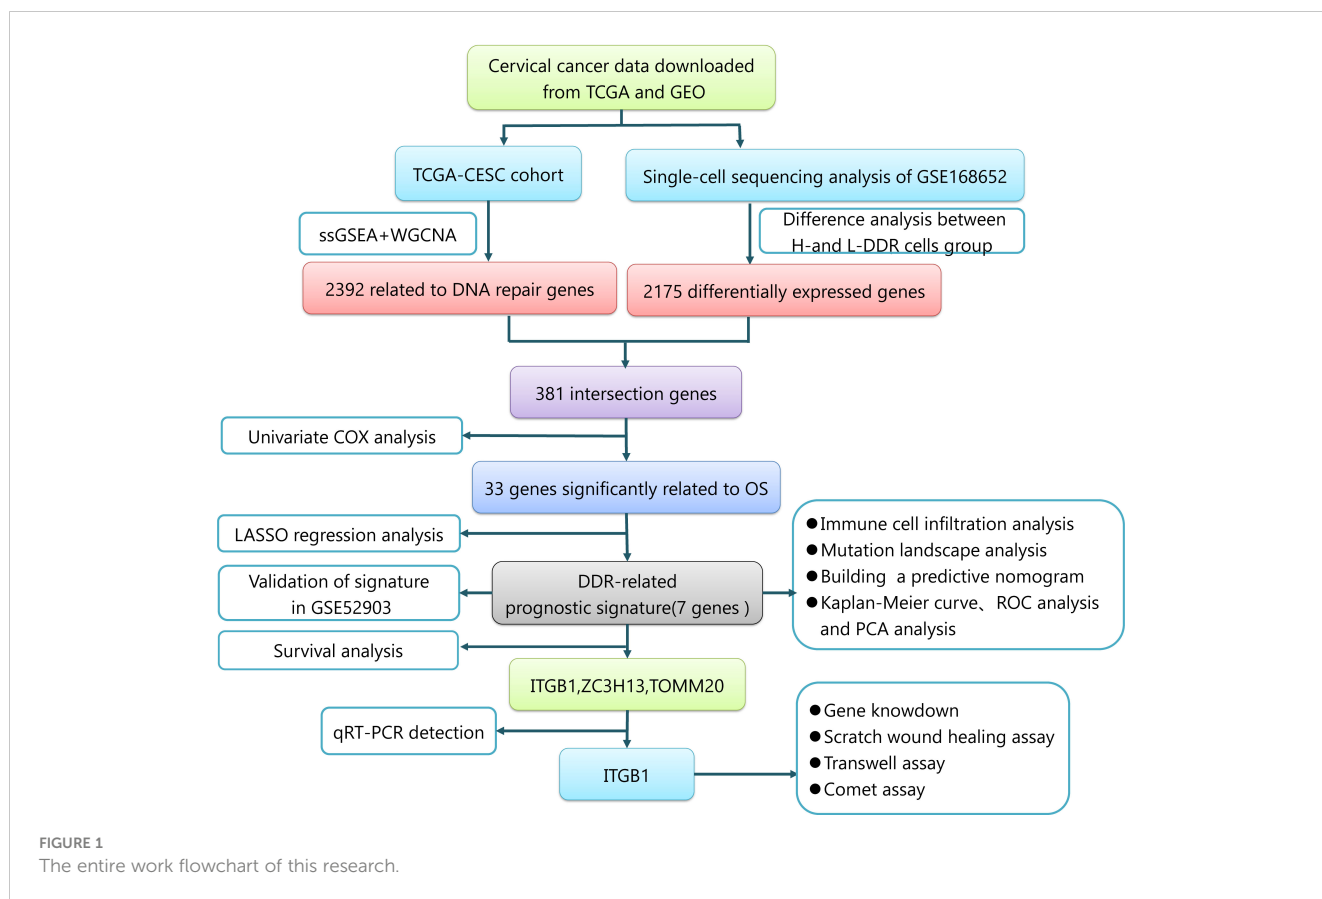 Cervical cancer data downloaded
from TCGA and GEO
TCGA-CESC cohort
Single-cell sequencing analysis of GSE168652
ssGSEA+WGCNA
Difference analysis between
H-and L-DDR cells group
2392 related to DNA repair genes
2175 differentially expressed genes
381 intersection genes
Univariate COX analysis
33 genes significantly related to OS
LASSO regression analysis
Validation of signature
in GSE52903
DDR-related
prognostic signature(7 genes )
●Immune cell infiltration analysis
●Mutation landscape analysis
●Building  a predictive nomogram
●Kaplan-Meier curve、ROC analysis
and PCA analysis
Survival analysis
ITGB1,ZC3H13,TOMM20
qRT-PCR detection
ITGB1
●Gene knowdown
●Scratch wound healing assay
●Transwell assay
●Comet assay
FIGURE 1
The entire work flowchart of this research.